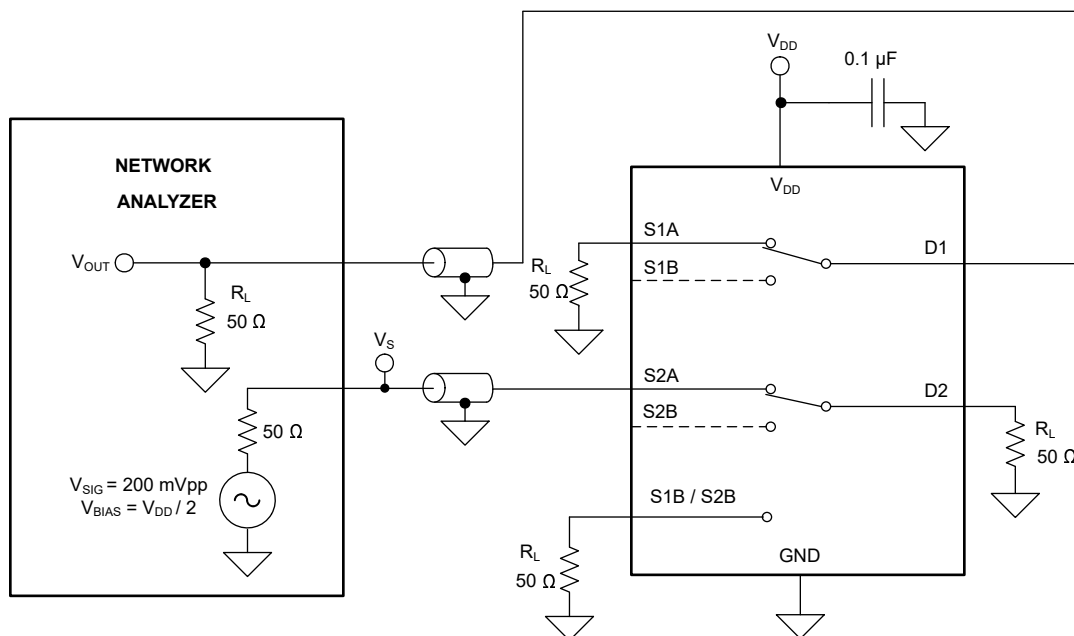 V_DD
0.1 µF
NETWORK
ANALYZER
V_DD
S1A
D1
V_OUT
R_L
50 Ω
S1B
R_L
50 Ω
V_S
S2A
D2
50 Ω
S2B
R_L
50 Ω
V_SIG = 200 mVpp
V_BIAS = V_DD / 2
S1B / S2B
R_L
50 Ω
GND